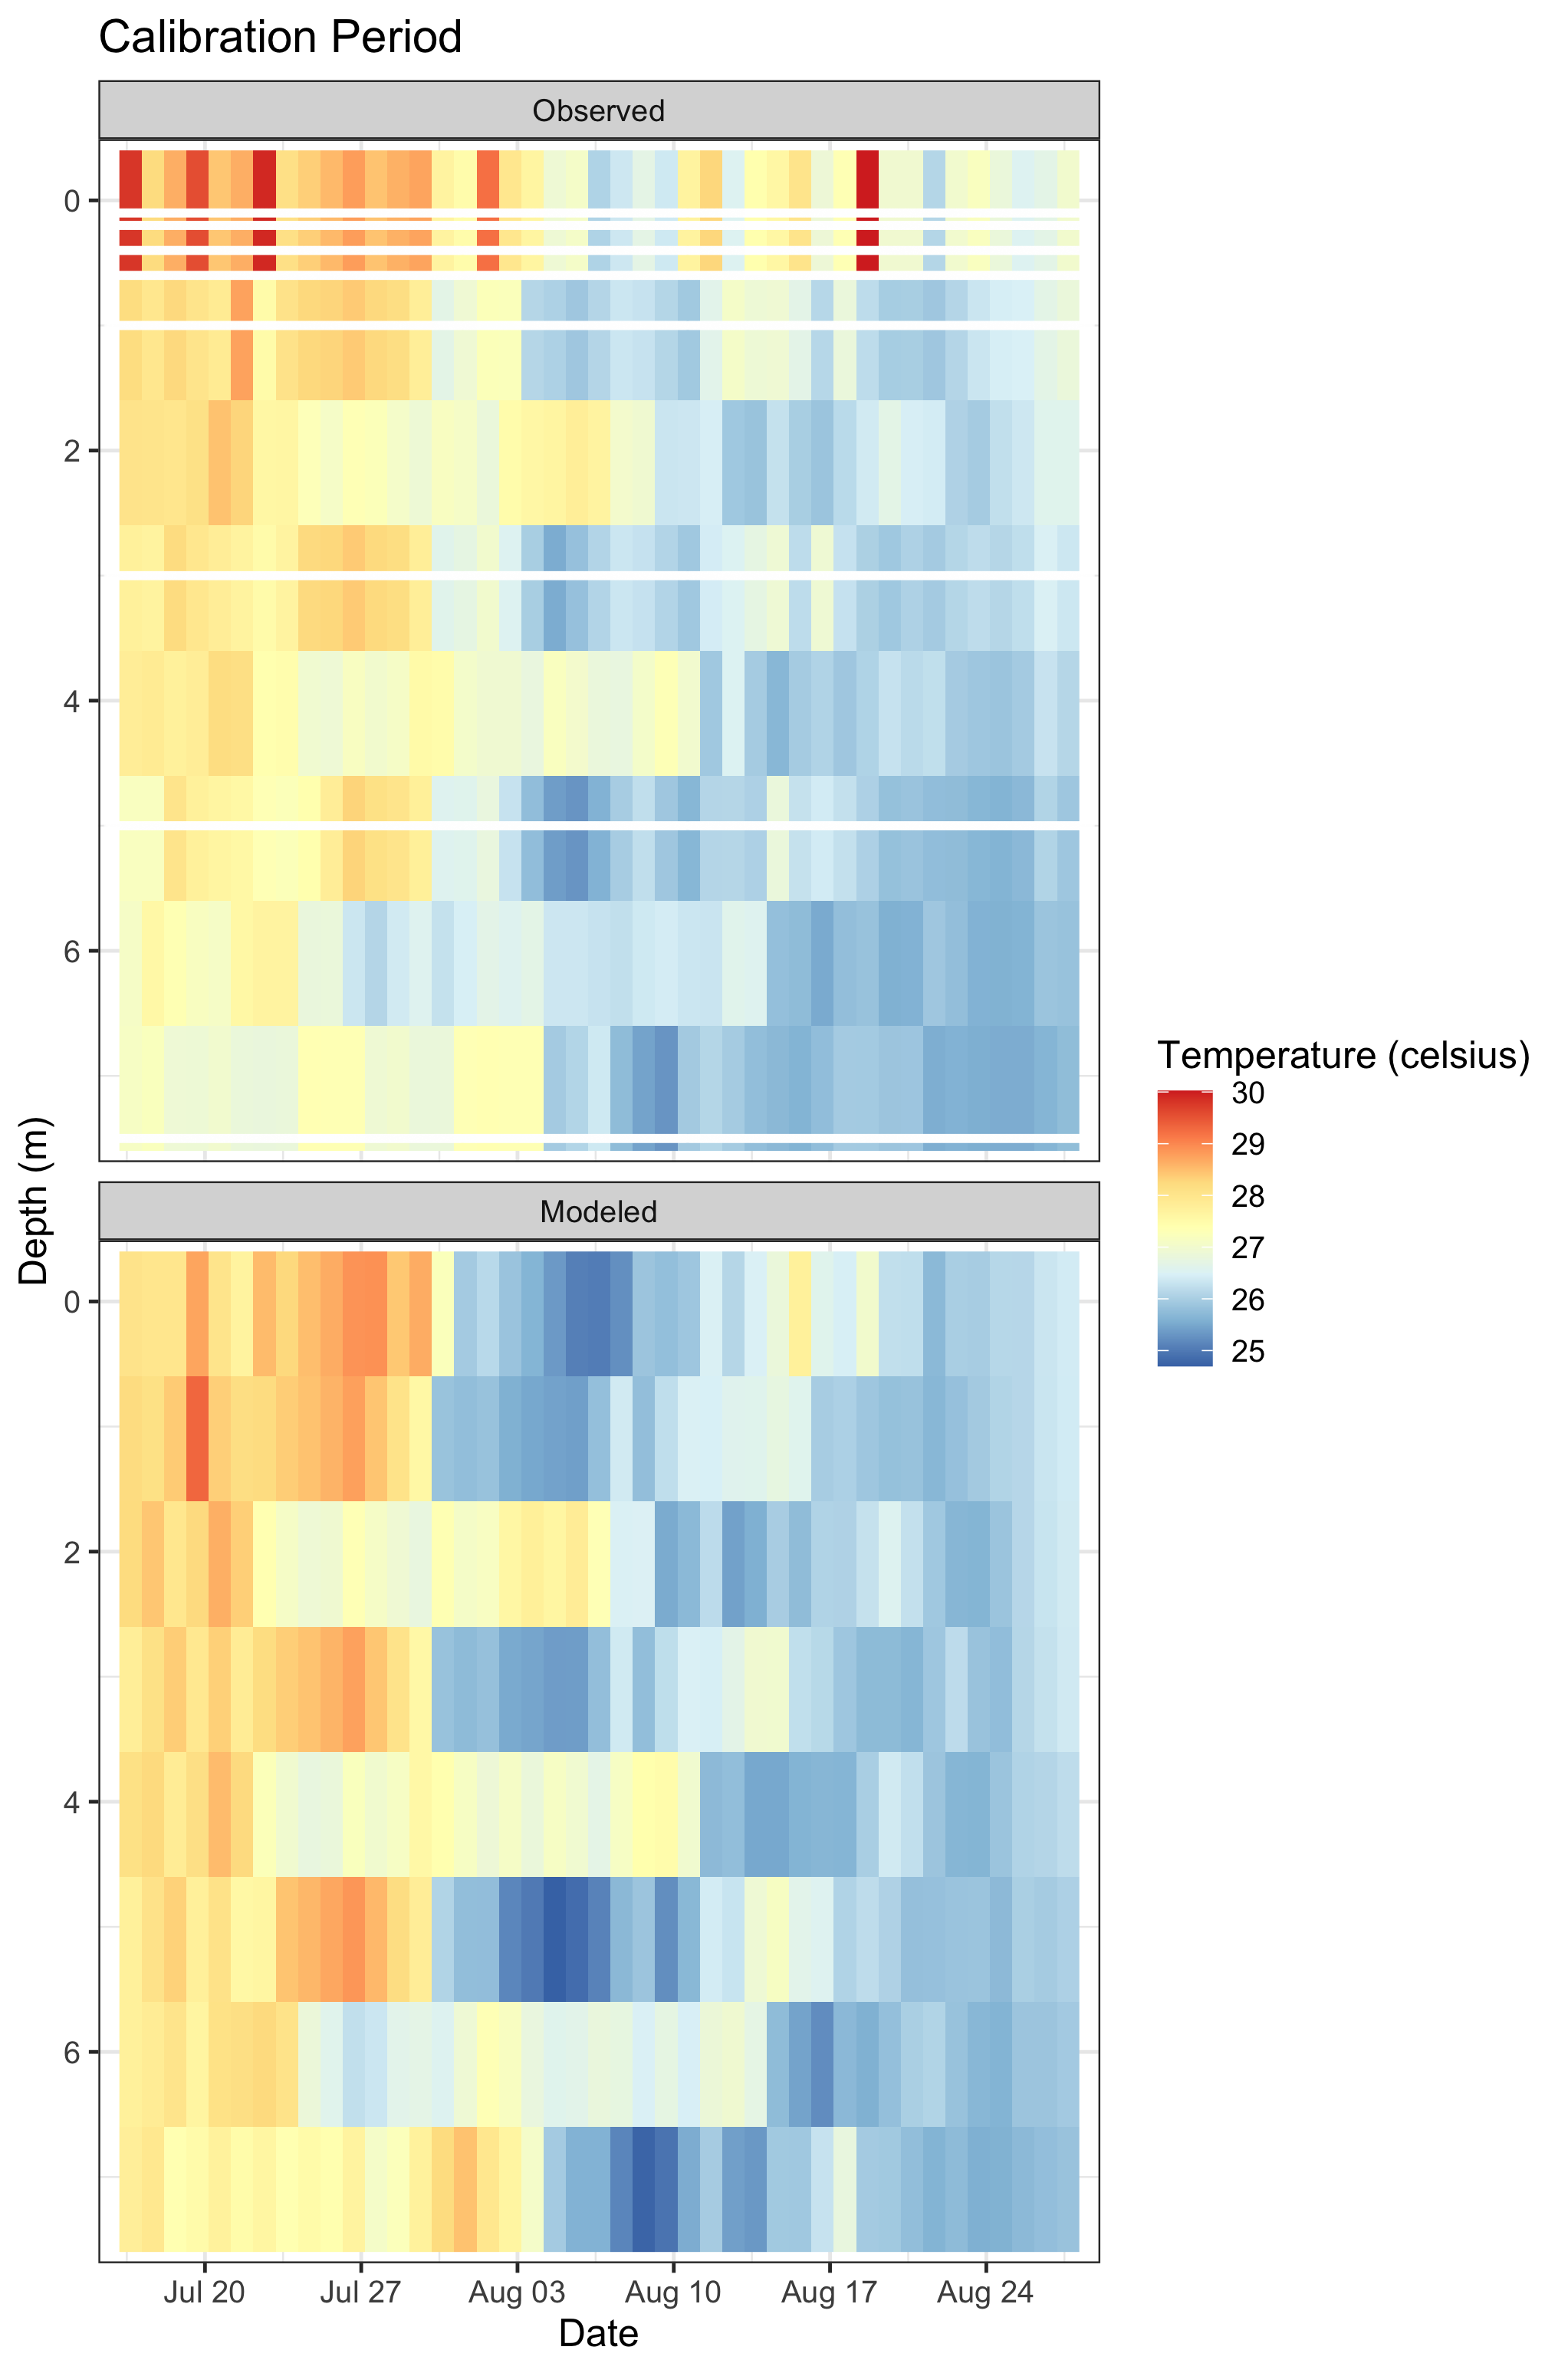 Calibration Period
Observed
0
2
4
6
Depth (m)
Temperature (celsius)
30
29
28
27
26
25
Modeled
0
2
4
6
Jul 20 Jul 27 Aug 03 Aug 10 Aug 17 Aug 24
Date